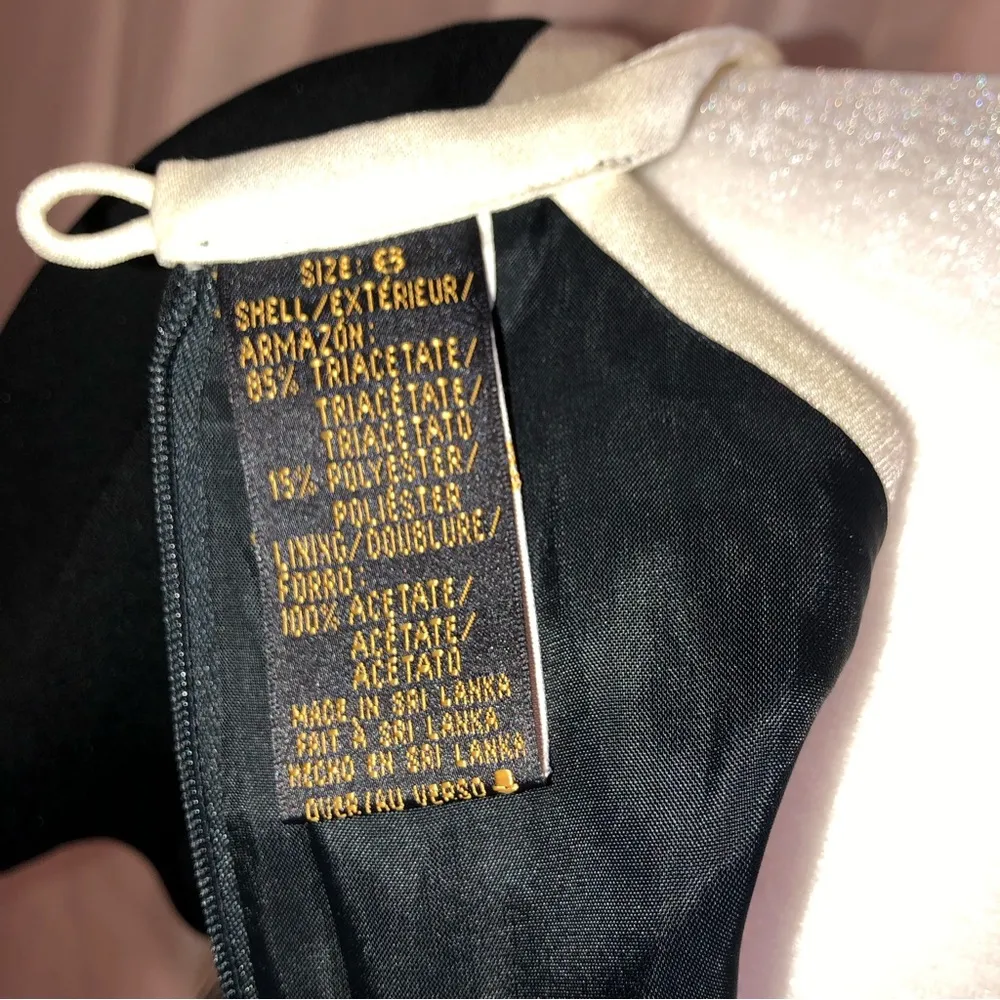 SIZE:
SHELL/EXTÉRIEUR/
ARMAZÓN:
85% TRIACETATE/
TRIACÉTATE/
TRIACETATO
15% POLYESTER/
POLIÉSTER
LINING/DOUBLURE/
FORRO:
100% ACETATE/
ACÉTATE/
ACETATO
MADE IN SRI LANKA
FAIT À SRI LANKA
HECHO EN SRI LANKA
OVER/AU VERSO